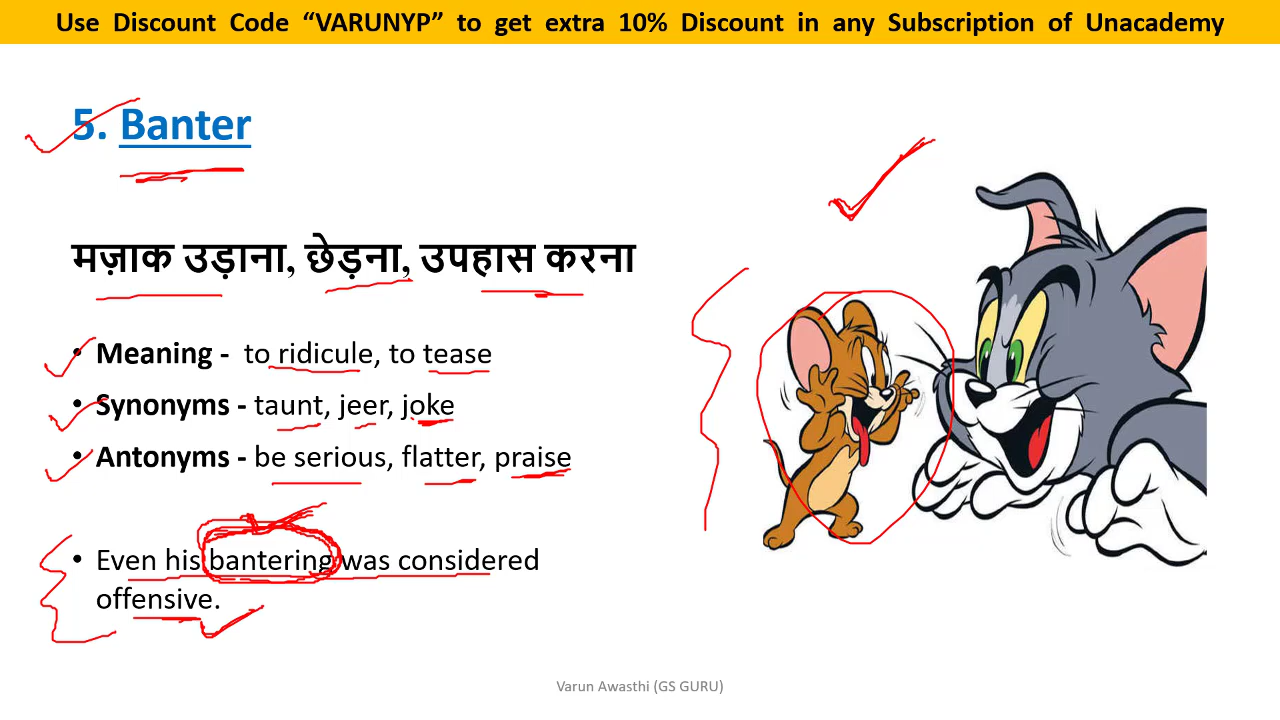 Use Discount Code “VARUNYP” to get extra 10% Discount in any Subscription of Unacademy
5. Banter
मज़ाक उड़ाना, छेड़ना, उपहास करना
• Meaning - to ridicule, to tease
• Synonyms - taunt, jeer, joke
• Antonyms - be serious, flatter, praise
• Even his bantering was considered
offensive.
Varun Awasthi (GS GURU)